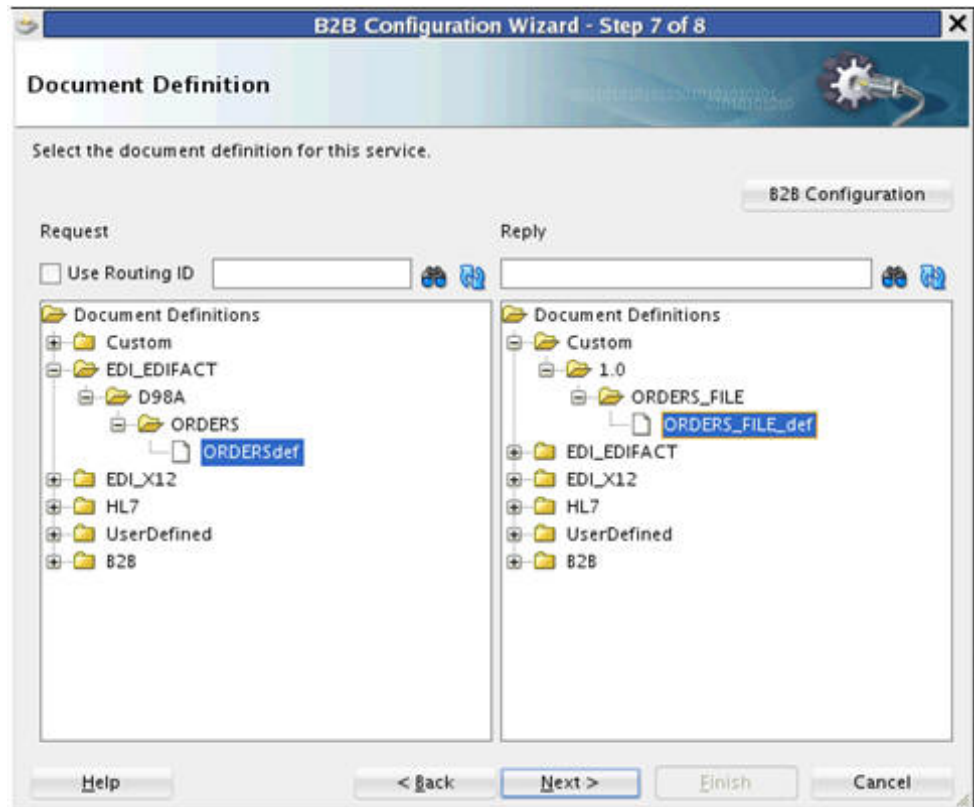 B2B Configuration Wizard - Step 7 of 8
Document Definition
Select the document definition for this service.
B2B Configuration
Request
Reply
Use Routing ID
Document Definitions
Custom
EDI_EDIFACT
D98A
ORDERS
ORDERSdef
EDI_X12
HL7
UserDefined
B2B
Document Definitions
Custom
1.0
ORDERS_FILE
ORDERS_FILE_def
EDI_EDIFACT
EDI_X12
HL7
UserDefined
B2B
Help
< Back
Next >
Finish
Cancel